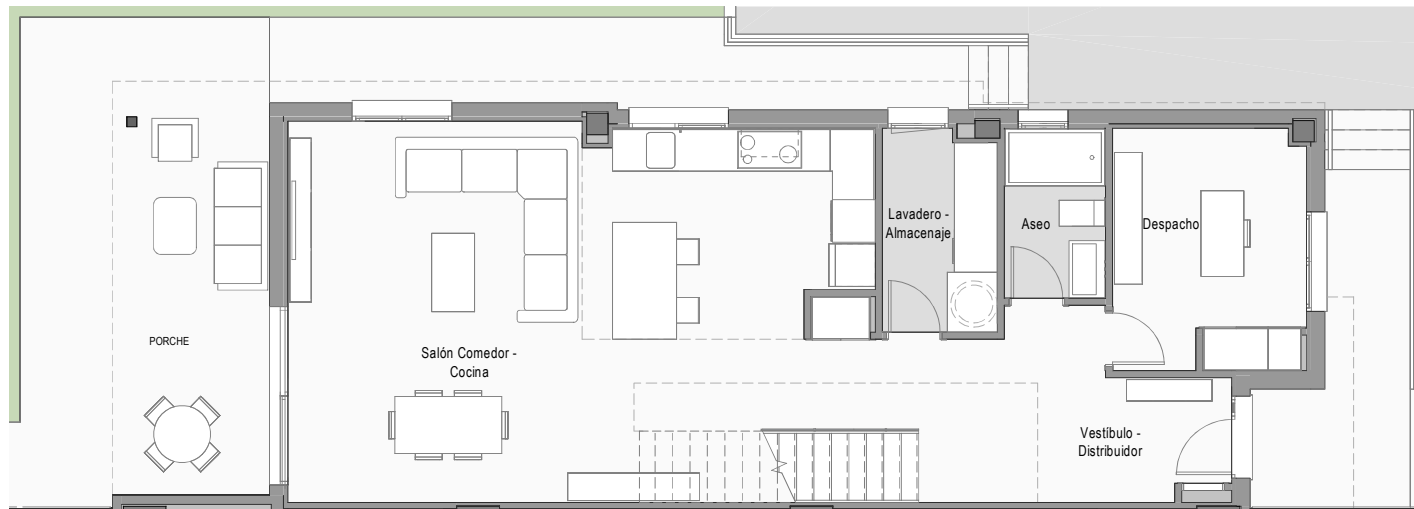 Lavadero -
Almacenaje
Aseo
Despacho
PORCHE
Salón Comedor -
Cocina
Vestíbulo -
Distribuidor